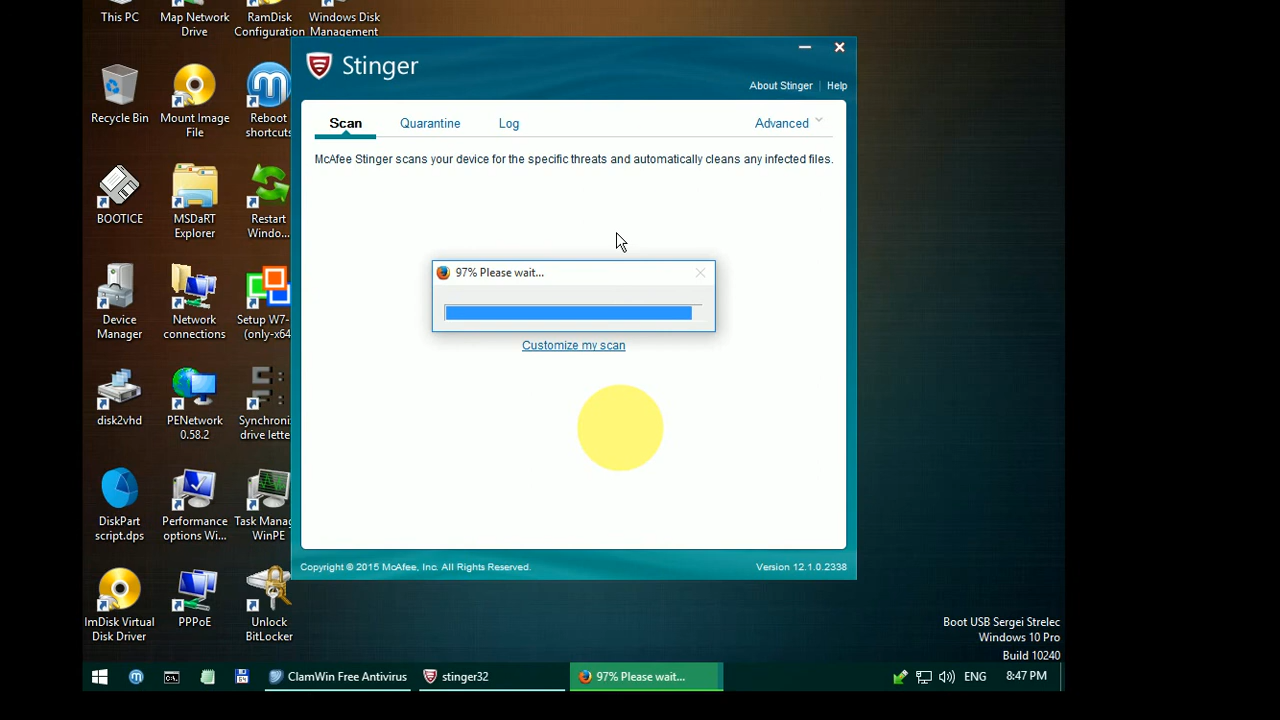 This PC
Map Network
Drive
RamDisk
Configuration
Windows Disk
Management
Stinger
About Stinger
Help
Scan
Quarantine
Log
Advanced
McAfee Stinger scans your device for the specific threats and automatically cleans any infected files.
Recycle Bin
Mount Image
File
Reboot
shortcuts
BOOTICE
MSDaRT
Explorer
Restart
Windo...
97% Please wait...
Customize my scan
Device
Manager
Network
connections
Setup W7-
(only-x64
disk2vhd
PENetwork
0.58.2
Synchroni
drive lette
DiskPart
script.dps
Performance
options Wi...
Task Mana
WinPE
Copyright © 2015 McAfee, Inc. All Rights Reserved.
Version 12.1.0.2338
ImDisk Virtual
Disk Driver
PPPoE
Unlock
BitLocker
Boot USB Sergei Strelec
Windows 10 Pro
Build 10240
ClamWin Free Antivirus
stinger32
97% Please wait...
ENG
8:47 PM